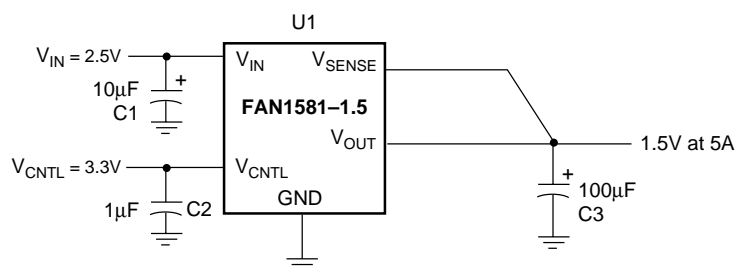 U1
V_IN = 2.5V
V_IN
V_SENSE
10μF
+
C1
FAN1581–1.5
V_OUT
1.5V at 5A
V_CNTL = 3.3V
V_CNTL
1μF
C2
GND
+
100μF
C3